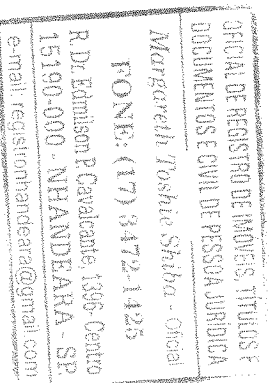 OFICIAL DE REGISTRO DE IMÓVEIS, TÍTULOS E
DOCUMENTOS E CIVIL DE PESSOA JURÍDICA
Margareth Toshie Shiba - Oficial
FONE: (17) 3472-1425
R. Dr. Edmilson P. Cavalcante, 1396 - Centro
15190-000 - NHANDEARA - SP
e-mail: registronhandeara@gmail.com